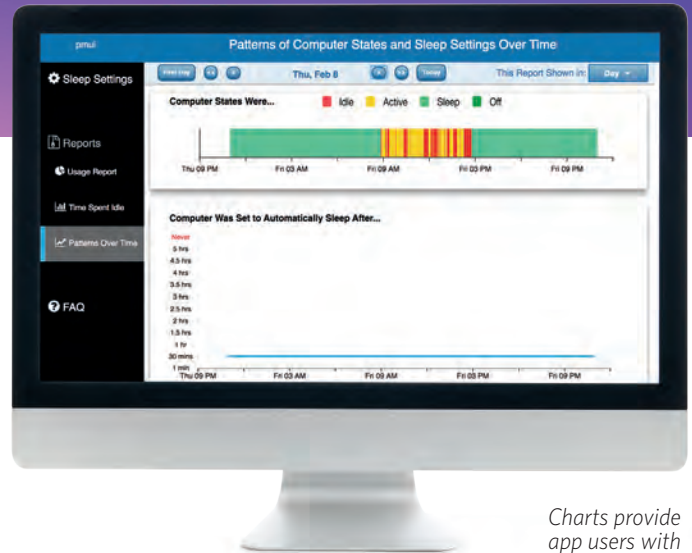 pmui
Patterns of Computer States and Sleep Settings Over Time
Sleep Settings
First Day
Thu, Feb 8
Today
This Report Shown in:
Day
Computer States Were...
Idle
Active
Sleep
Off
Reports
Usage Report
Time Spent Idle
Patterns Over Time
FAQ
Thu 09 PM
Fri 03 AM
Fri 09 AM
Fri 03 PM
Fri 09 PM
Computer Was Set to Automatically Sleep After...
Never
5 hrs
4.5 hrs
4 hrs
3.5 hrs
3 hrs
2.5 hrs
2 hrs
1.5 hrs
1 hr
30 mins
1 min
Thu 09 PM
Fri 03 AM
Fri 09 AM
Fri 03 PM
Fri 09 PM
Charts provide
app users with